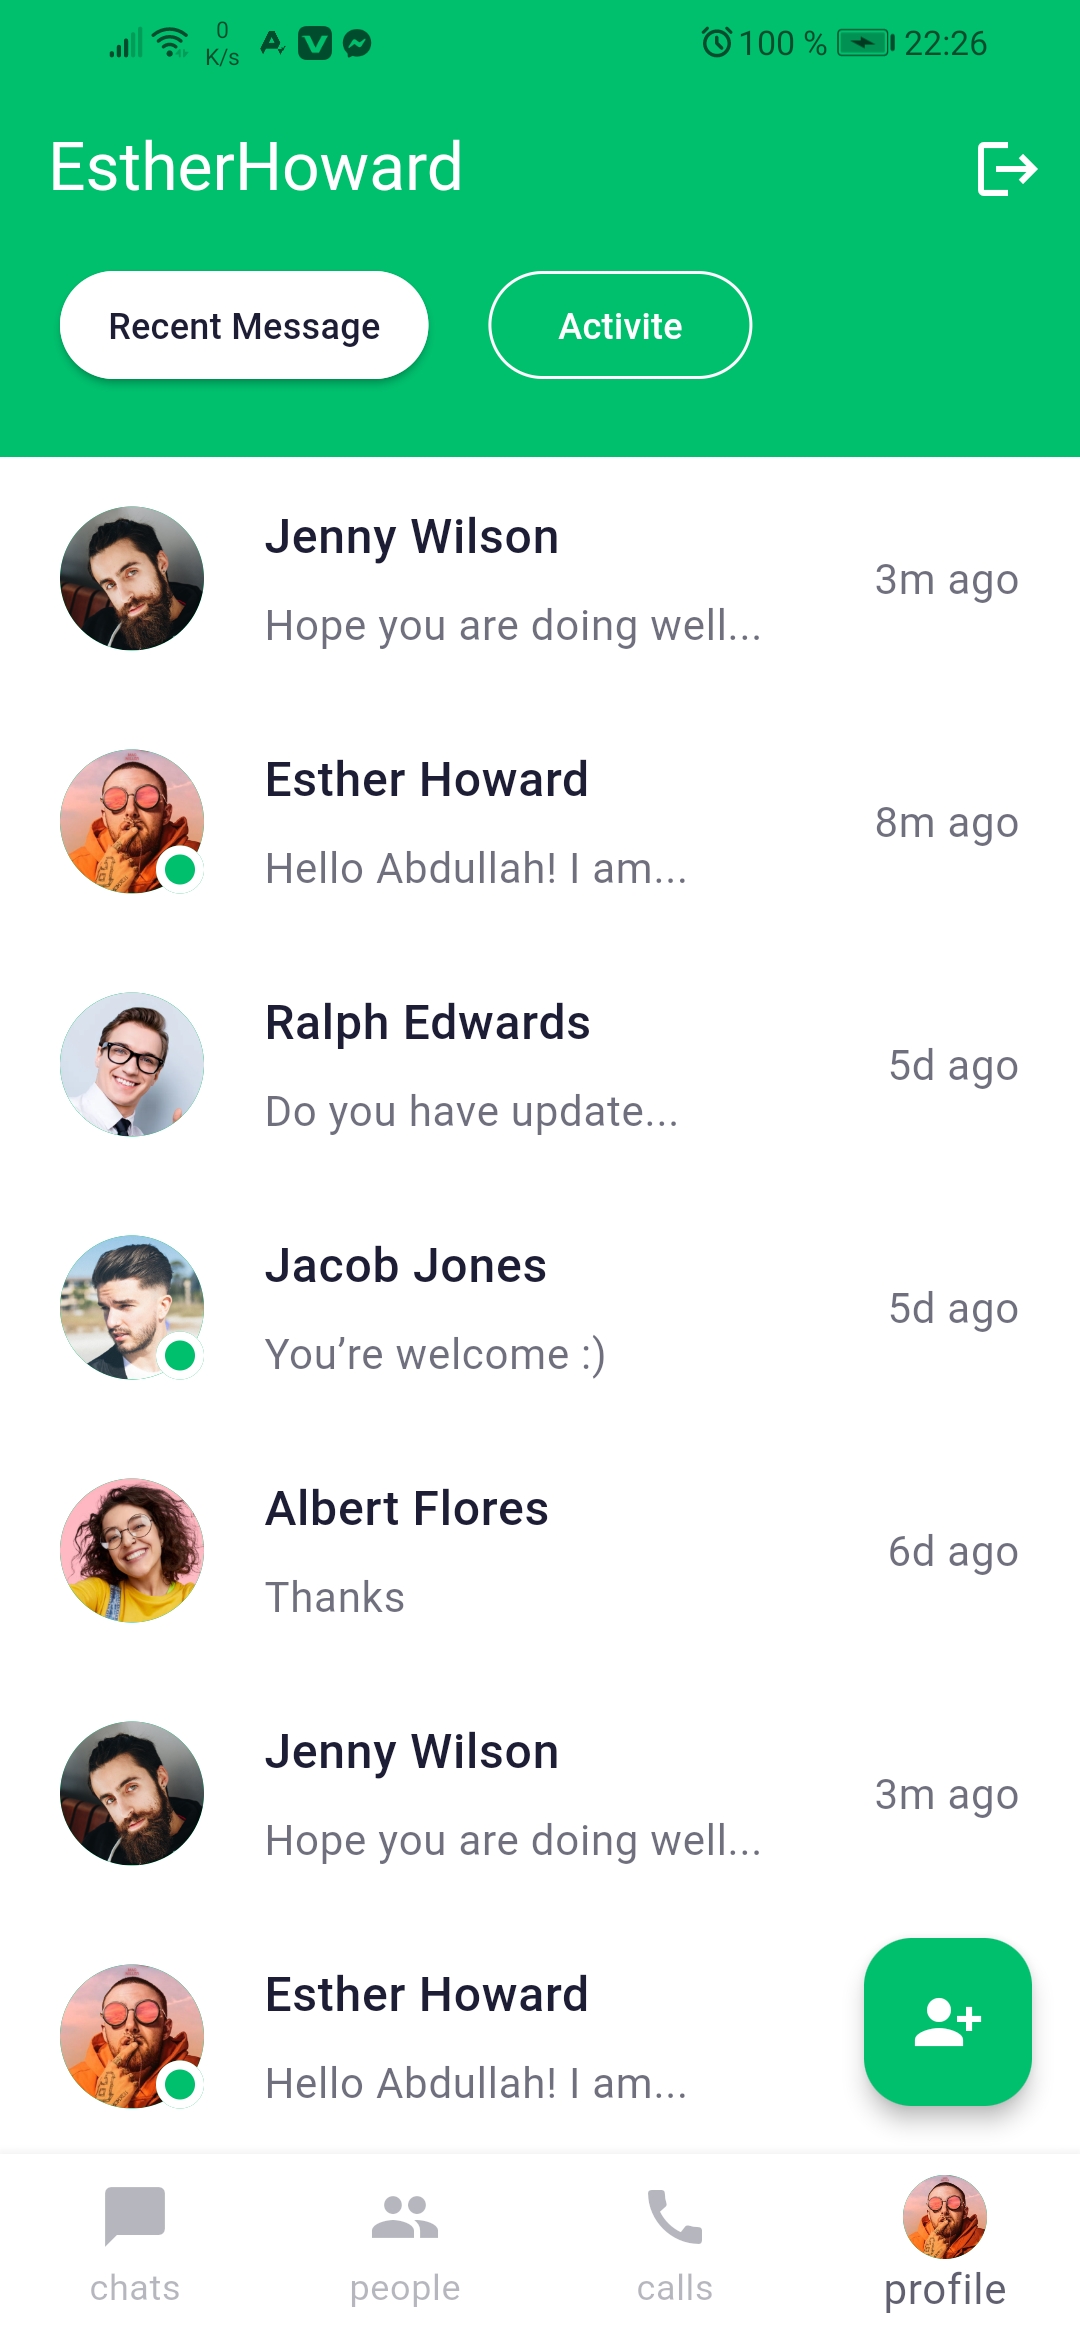 0
K/s
100 %
22:26
EstherHoward
Recent Message
Activite
Jenny Wilson
Hope you are doing well...
3m ago
Esther Howard
Hello Abdullah! I am...
8m ago
Ralph Edwards
Do you have update...
5d ago
Jacob Jones
You’re welcome :)
5d ago
Albert Flores
Thanks
6d ago
Jenny Wilson
Hope you are doing well...
3m ago
Esther Howard
Hello Abdullah! I am...
chats
people
calls
profile